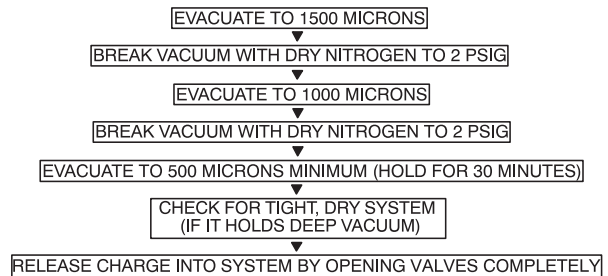 EVACUATE TO 1500 MICRONS
BREAK VACUUM WITH DRY NITROGEN TO 2 PSIG
EVACUATE TO 1000 MICRONS
BREAK VACUUM WITH DRY NITROGEN TO 2 PSIG
EVACUATE TO 500 MICRONS MINIMUM (HOLD FOR 30 MINUTES)
CHECK FOR TIGHT, DRY SYSTEM
(IF IT HOLDS DEEP VACUUM)
RELEASE CHARGE INTO SYSTEM BY OPENING VALVES COMPLETELY